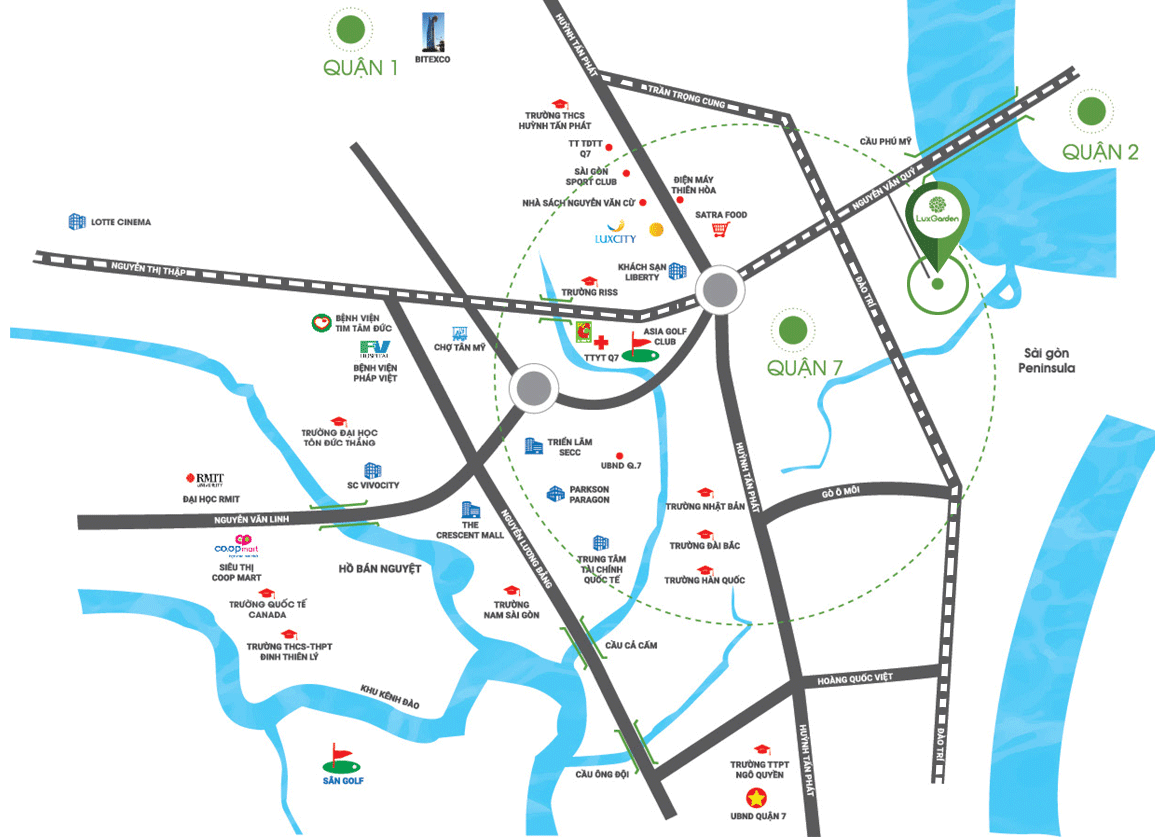 HUỲNH TẤN PHÁT
BITEXCO
QUẬN 1
TRẦN TRỌNG CUNG
TRƯỜNG THCS
HUỲNH TẤN PHÁT
TT TDTT
Q7
CẦU PHÚ MỸ
QUẬN 2
SÀI GÒN
SPORT CLUB
ĐIỆN MÁY
THIÊN HÒA
NGUYỄN VĂN QUỲ
NHÀ SÁCH NGUYỄN VĂN CỪ
SATRA FOOD
LuxGarden
LOTTE CINEMA
LUXCITY
NGUYỄN THỊ THẬP
KHÁCH SẠN
LIBERTY
TRƯỜNG RISS
ĐÀO TRÍ
BỆNH VIỆN
TIM TÂM ĐỨC
CHỢ TÂN MỸ
ASIA GOLF
CLUB
TTYT Q7
FV
HOSPITAL
BỆNH VIỆN
PHÁP VIỆT
QUẬN 7
Sài gòn
Peninsula
TRƯỜNG ĐẠI HỌC
TÔN ĐỨC THẮNG
TRIỂN LÃM
SECC
UBND Q.7
HUỲNH TẤN PHÁT
RMIT
UNIVERSITY
ĐẠI HỌC RMIT
SC VIVOCITY
PARKSON
PARAGON
GÒ Ô MÔI
TRƯỜNG NHẬT BẢN
NGUYỄN VĂN LINH
THE
CRESCENT MALL
NGUYỄN LƯƠNG BẰNG
TRƯỜNG ĐÀI BẮC
co.opmart
SIÊU THỊ
COOP MART
HỒ BÁN NGUYỆT
TRUNG TÂM
TÀI CHÍNH
QUỐC TẾ
TRƯỜNG HÀN QUỐC
TRƯỜNG QUỐC TẾ
CANADA
TRƯỜNG
NAM SÀI GÒN
TRƯỜNG THCS-THPT
ĐINH THIÊN LÝ
CẦU CẢ CẤM
HOÀNG QUỐC VIỆT
KHU KÊNH ĐÀO
HUỲNH TẤN PHÁT
ĐÀO TRÍ
SÂN GOLF
CẦU ÔNG ĐỘI
TRƯỜNG TTPT
NGÔ QUYỀN
UBND QUẬN 7